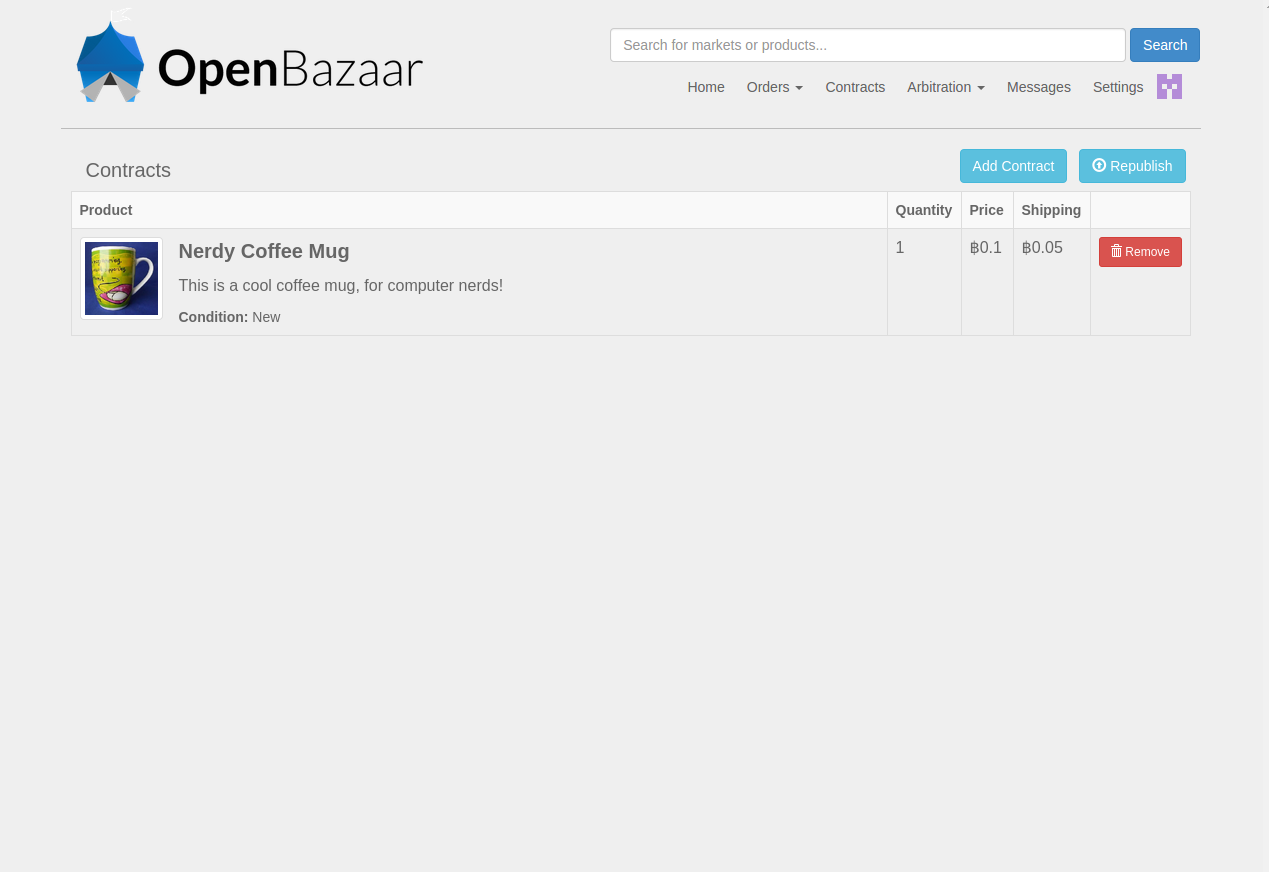 OpenBazaar
Search for markets or products...
Search
Home Orders Contracts Arbitration Messages Settings
Contracts
Add Contract
Republish
Product Quantity Price Shipping
Nerdy Coffee Mug
1
฿0.1
฿0.05
Remove
This is a cool coffee mug, for computer nerds!
Condition: New